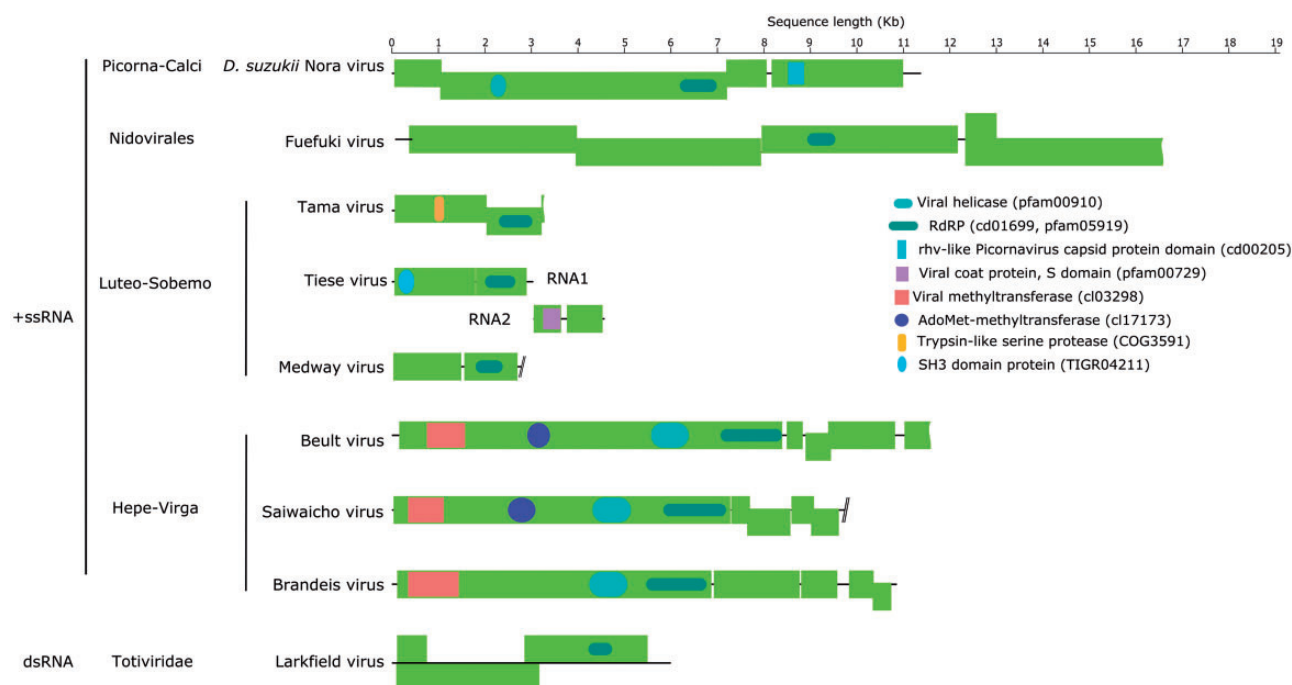 Sequence length (Kb)
0 1 2 3 4 5 6 7 8 9 10 11 12 13 14 15 16 17 18 19
Picorna-Calci D. suzukii Nora virus
Nidovirales Fuefuki virus
Tama virus
Viral helicase (pfam00910)
RdRP (cd01699, pfam05919)
rhv-like Picornavirus capsid protein domain (cd00205)
Luteo-Sobemo Tiese virus RNA1
Viral coat protein, S domain (pfam00729)
Viral methyltransferase (cl03298)
+ssRNA RNA2
AdoMet-methyltransferase (cl17173)
Trypsin-like serine protease (COG3591)
Medway virus
SH3 domain protein (TIGR04211)
Beult virus
Hepe-Virga Saiwaicho virus
Brandeis virus
dsRNA Totiviridae Larkfield virus